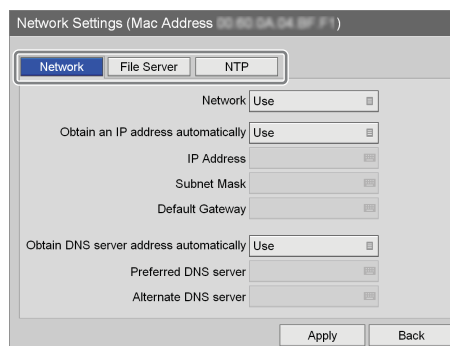 Network Settings (Mac Address )
Network File Server NTP
Network Use
Obtain an IP address automatically Use
IP Address
Subnet Mask
Default Gateway
Obtain DNS server address automatically Use
Preferred DNS server
Alternate DNS server
Apply Back